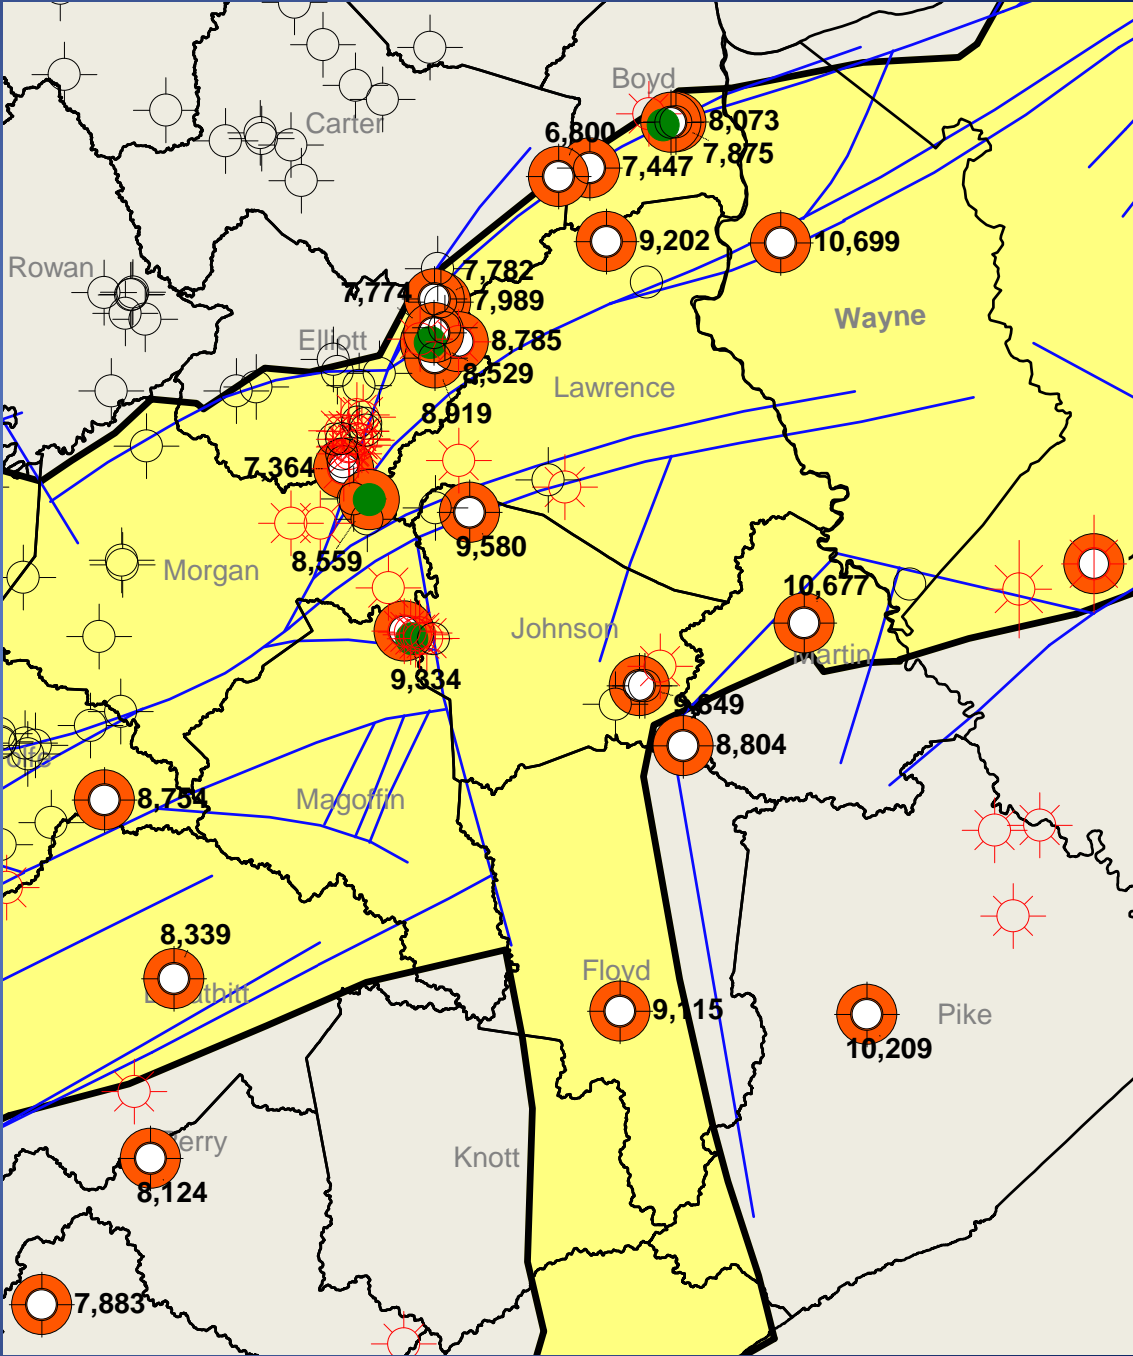 Boyd
Carter
6,800
8,073
7,875
7,447
9,202
10,699
Rowan
7,782
7,774
7,989
Wayne
Elliott
8,785
8,529
Lawrence
8,919
7,364
9,580
8,559
Morgan
10,677
Johnson
Martin
9,334
9,849
8,804
8,754
Magoffin
8,339
Floyd
9,115
Pike
10,209
Perry
Knott
8,124
7,883